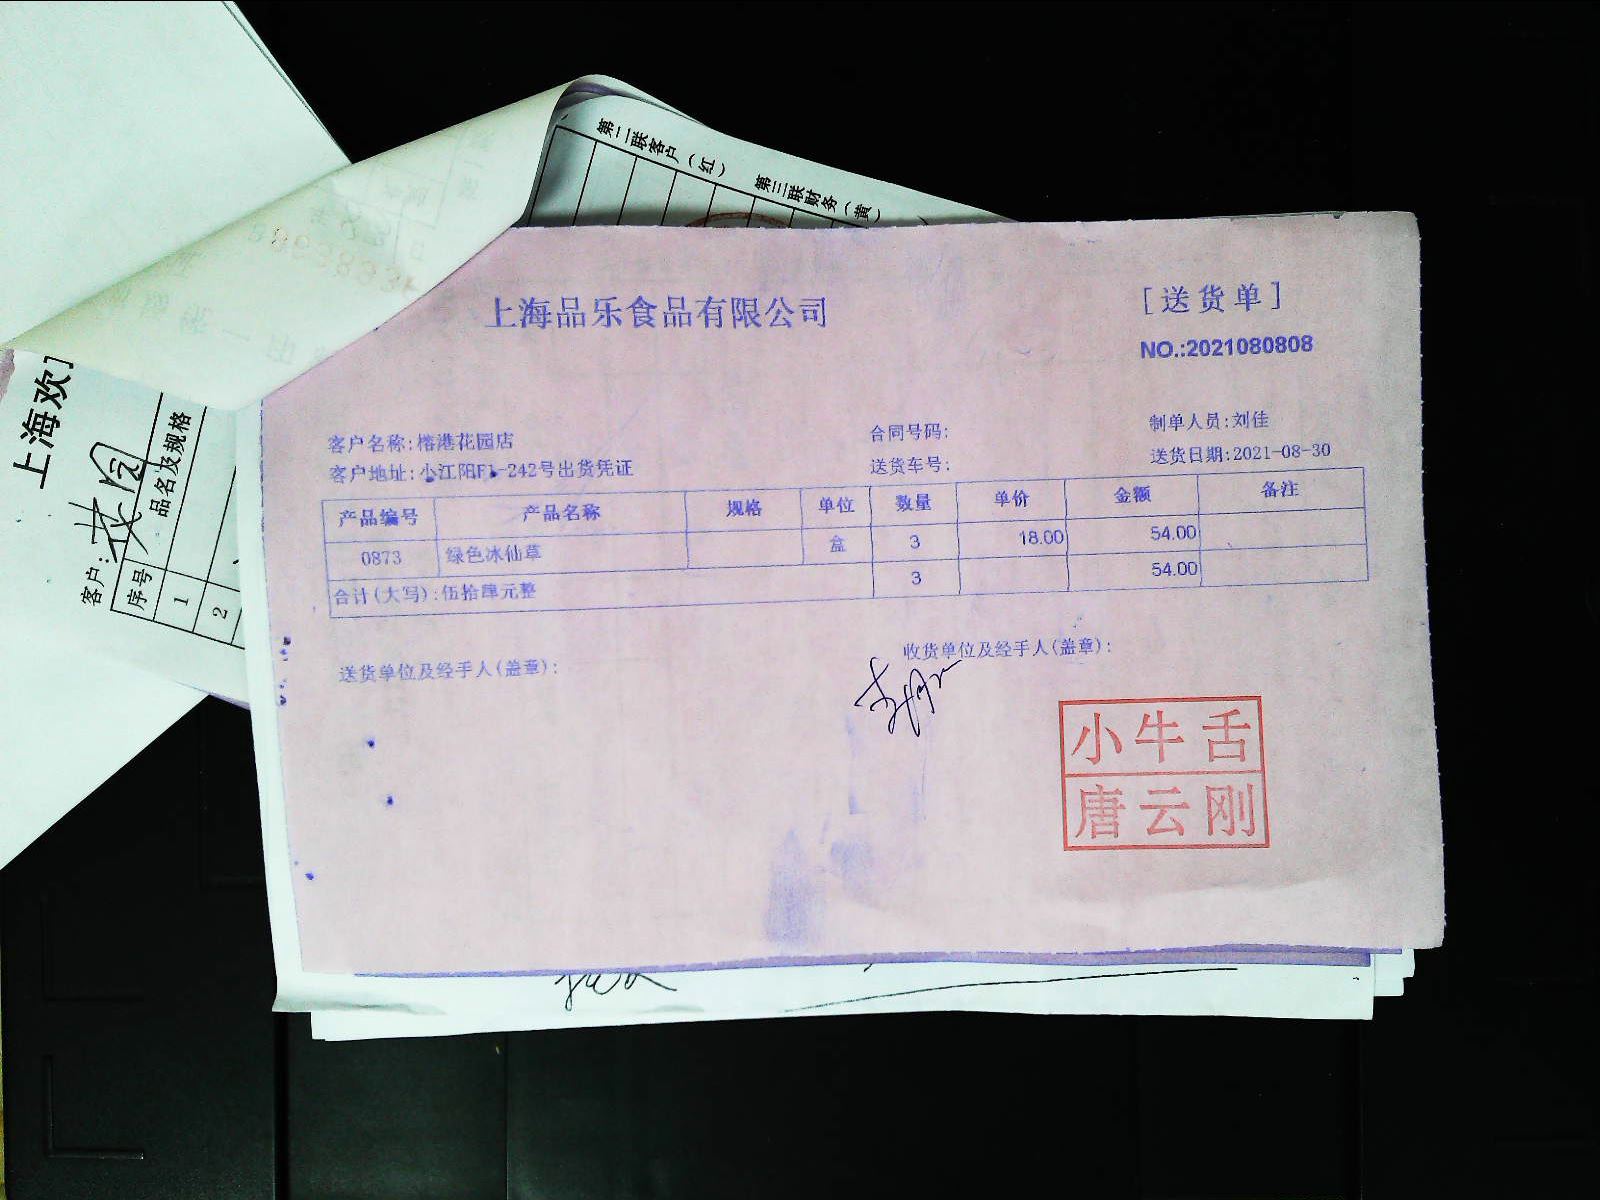 第二联客户（红）
第三联财务（黄）
上海欢
客户：花园
序号 品名及规格
1
2
上海品乐食品有限公司
[送货单]
NO.:2021080808
客户名称:榕港花园店
合同号码:
制单人员:刘佳
客户地址:小江阳F1-242号出货凭证
送货车号:
送货日期:2021-08-30
产品编号 产品名称 规格 单位 数量 单价 金额 备注
0873 绿色冰仙草 盒 3 18.00 54.00
合计(大写):伍拾肆元整 3 54.00
送货单位及经手人(盖章):
收货单位及经手人(盖章):
小牛舌
唐云刚